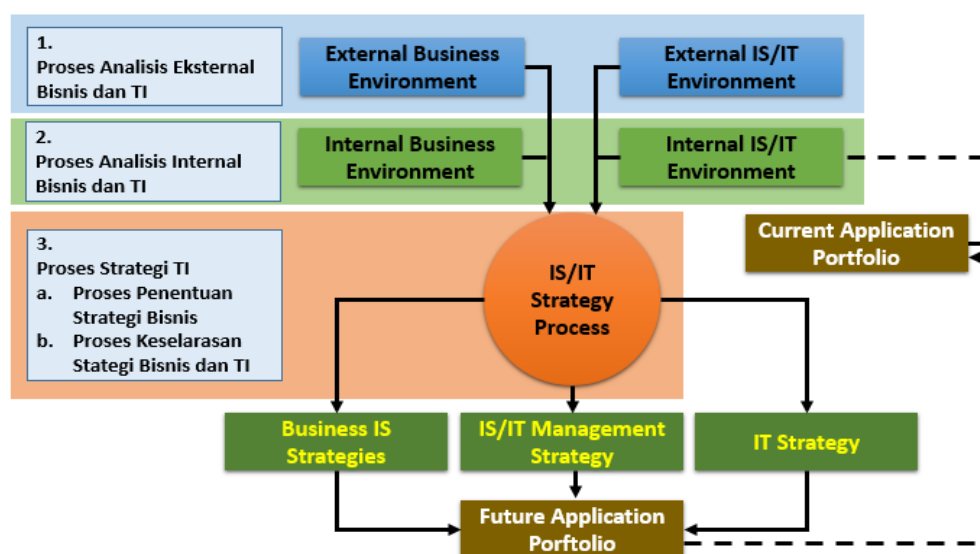 1.
Proses Analisis Eksternal
Bisnis dan TI
External Business
Environment
External IS/IT
Environment
2.
Proses Analisis Internal
Bisnis dan TI
Internal Business
Environment
Internal IS/IT
Environment
3.
Proses Strategi TI
a. Proses Penentuan
Strategi Bisnis
b. Proses Keselarasan
Stategi Bisnis dan TI
IS/IT
Strategy
Process
Current Application
Portfolio
Business IS
Strategies
IS/IT Management
Strategy
IT Strategy
Future Application
Porftolio